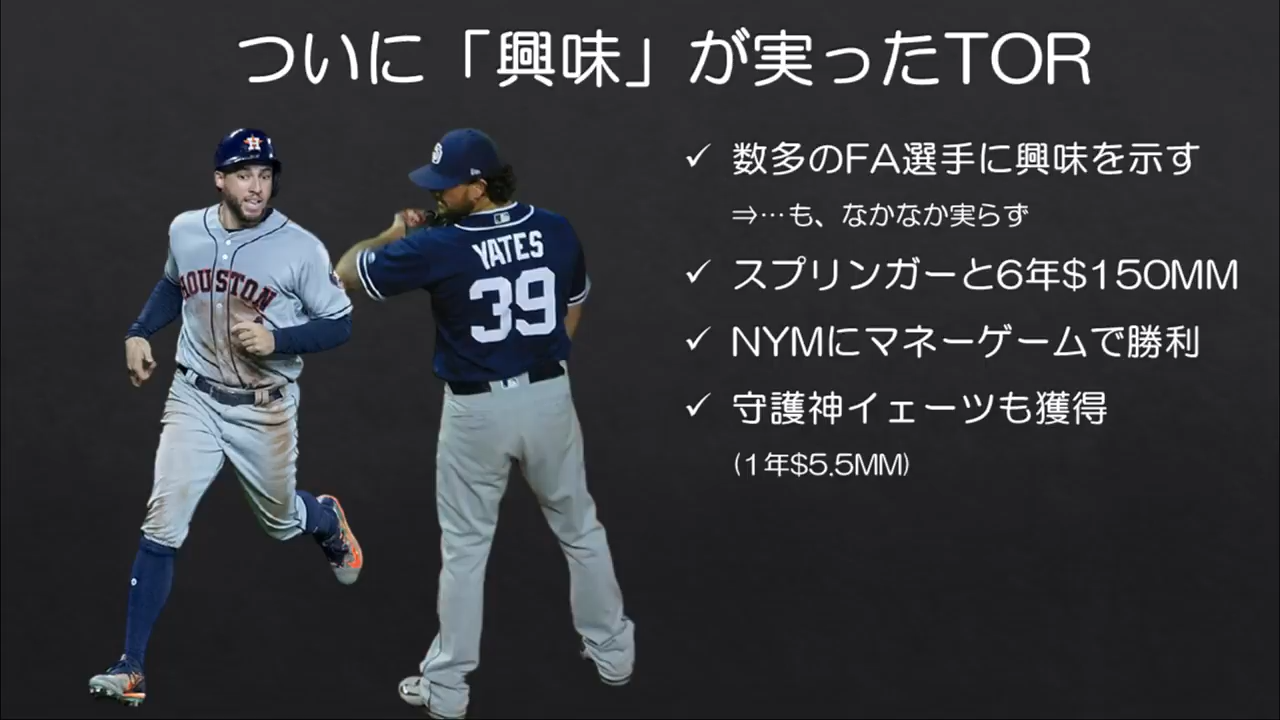 ついに「興味」が実ったTOR
✓ 数多のFA選手に興味を示す
⇒…も、なかなか実らず
✓ スプリンガーと6年$150MM
✓ NYMにマネーゲームで勝利
✓ 守護神イェーツも獲得
(1年$5.5MM)
H
HOUSTON
YATES
39